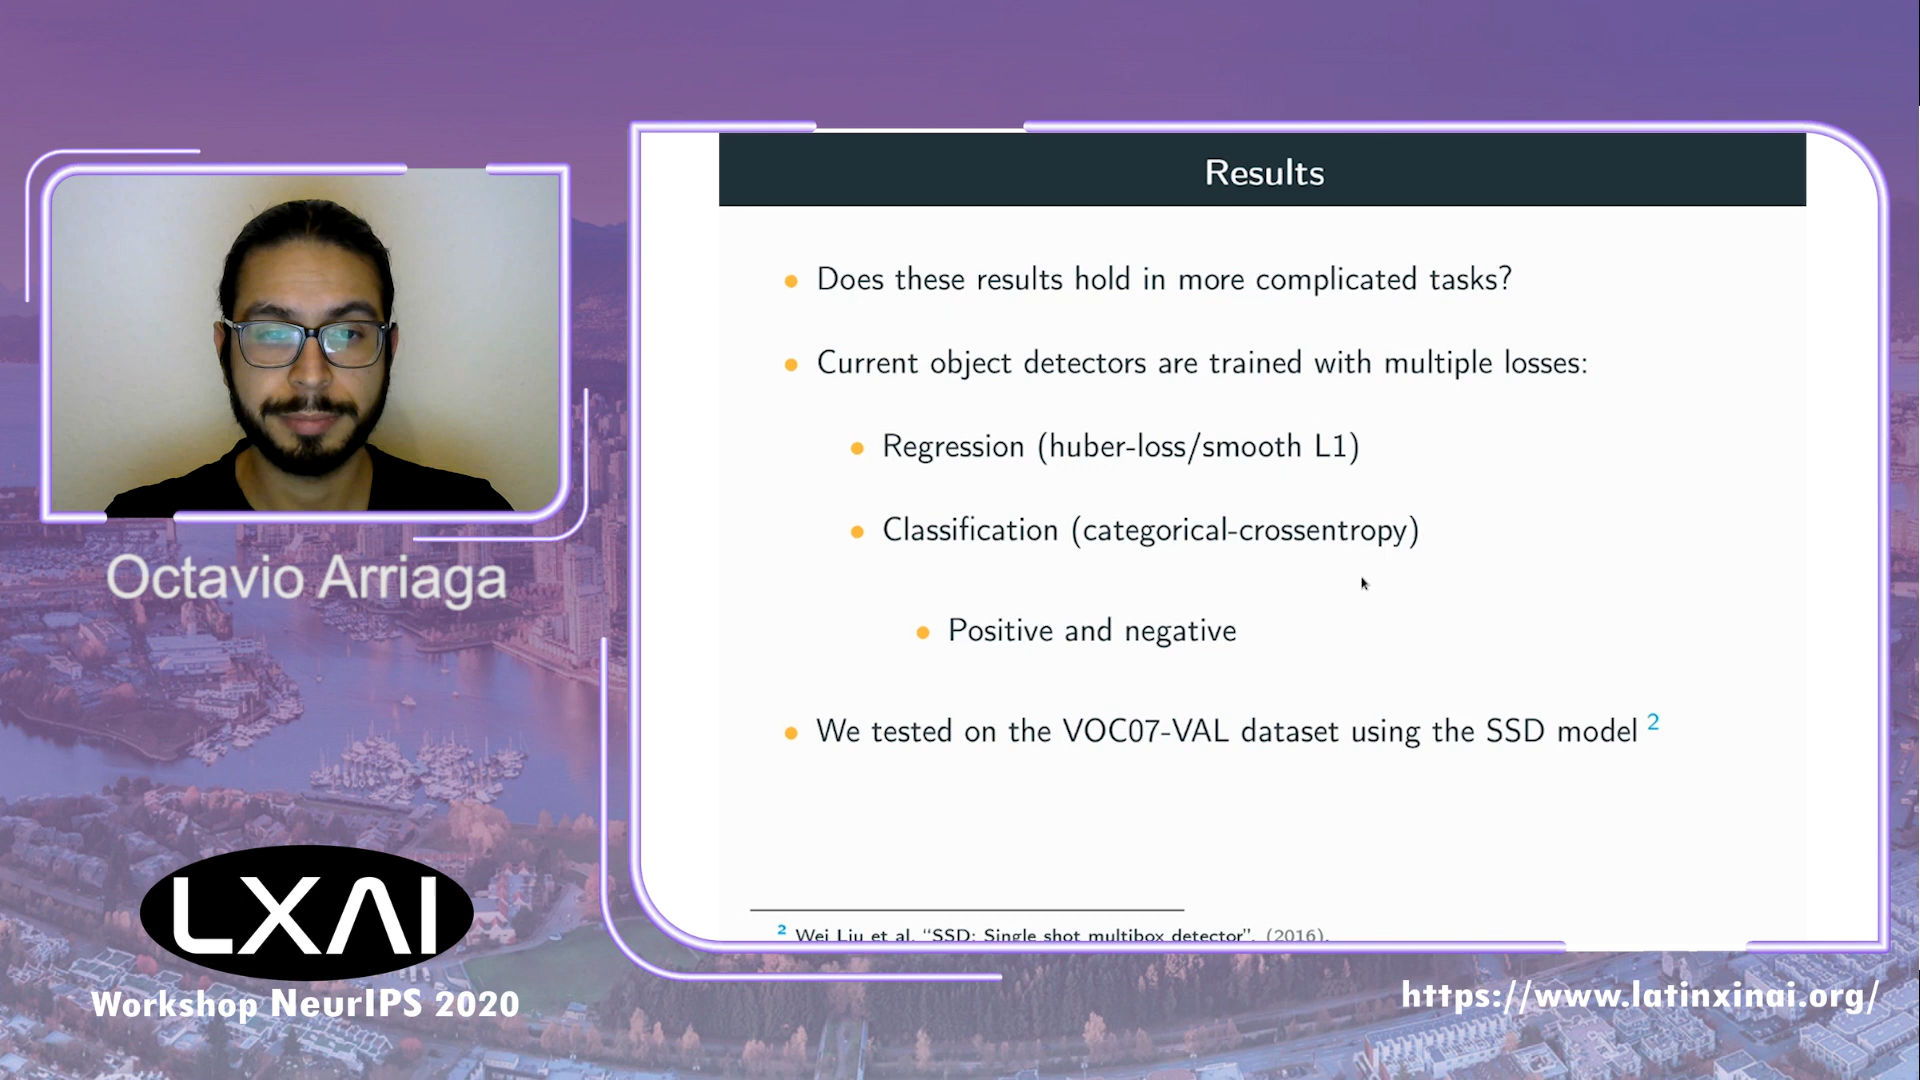 Results
Does these results hold in more complicated tasks?
Current object detectors are trained with multiple losses:
Regression (huber-loss/smooth L1)
Classification (categorical-crossentropy)
Positive and negative
We tested on the VOC07-VAL dataset using the SSD model 2
2 Wei Liu et al. “SSD: Single shot multibox detector”. (2016).
Octavio Arriaga
LXAI
Workshop NeurIPS 2020
https://www.latinxinai.org/